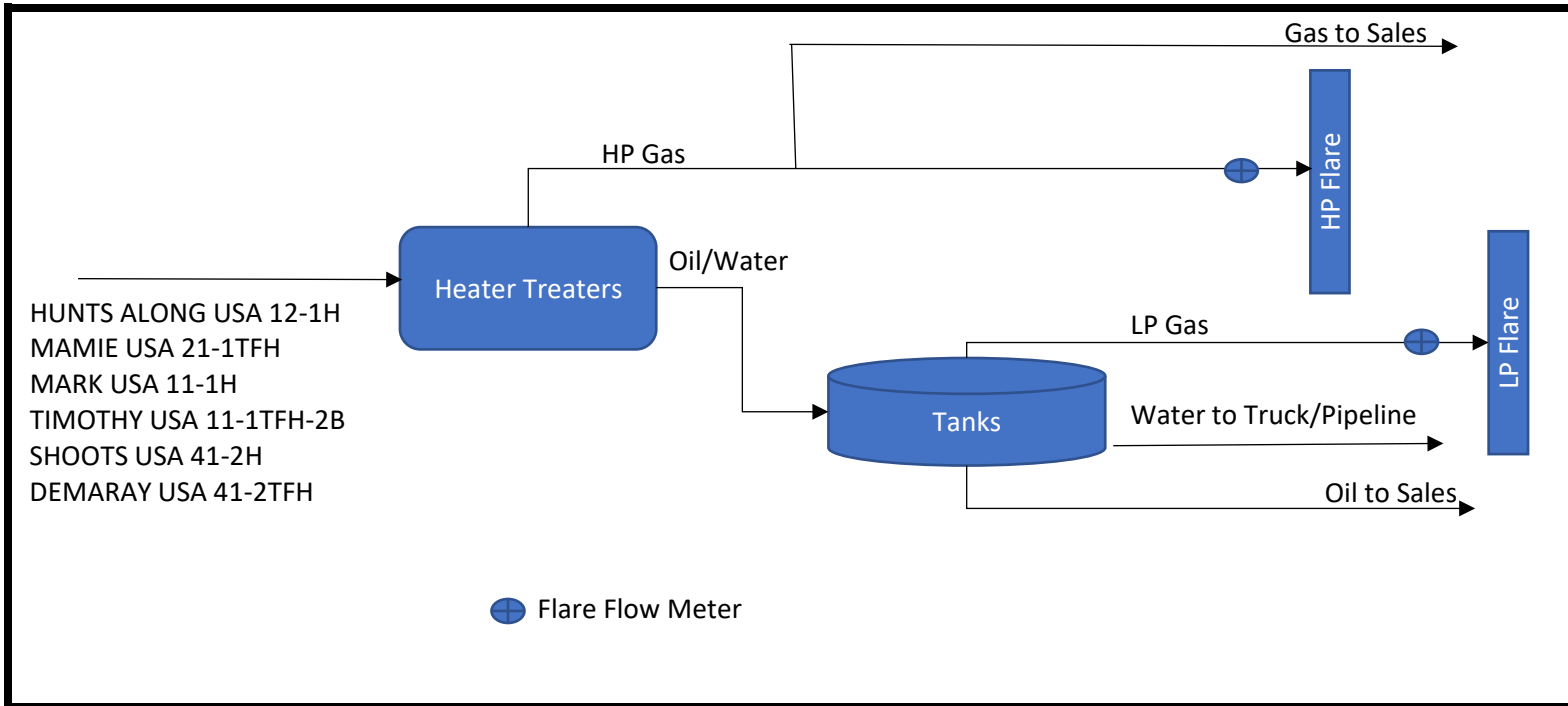 Gas to Sales
HP Gas
HP Flare
Oil/Water
Heater Treaters
HUNTS ALONG USA 12-1H
MAMIE USA 21-1TFH
MARK USA 11-1H
TIMOTHY USA 11-1TFH-2B
SHOOTS USA 41-2H
DEMARAY USA 41-2TFH
LP Gas
LP Flare
Tanks
Water to Truck/Pipeline
Oil to Sales
Flare Flow Meter